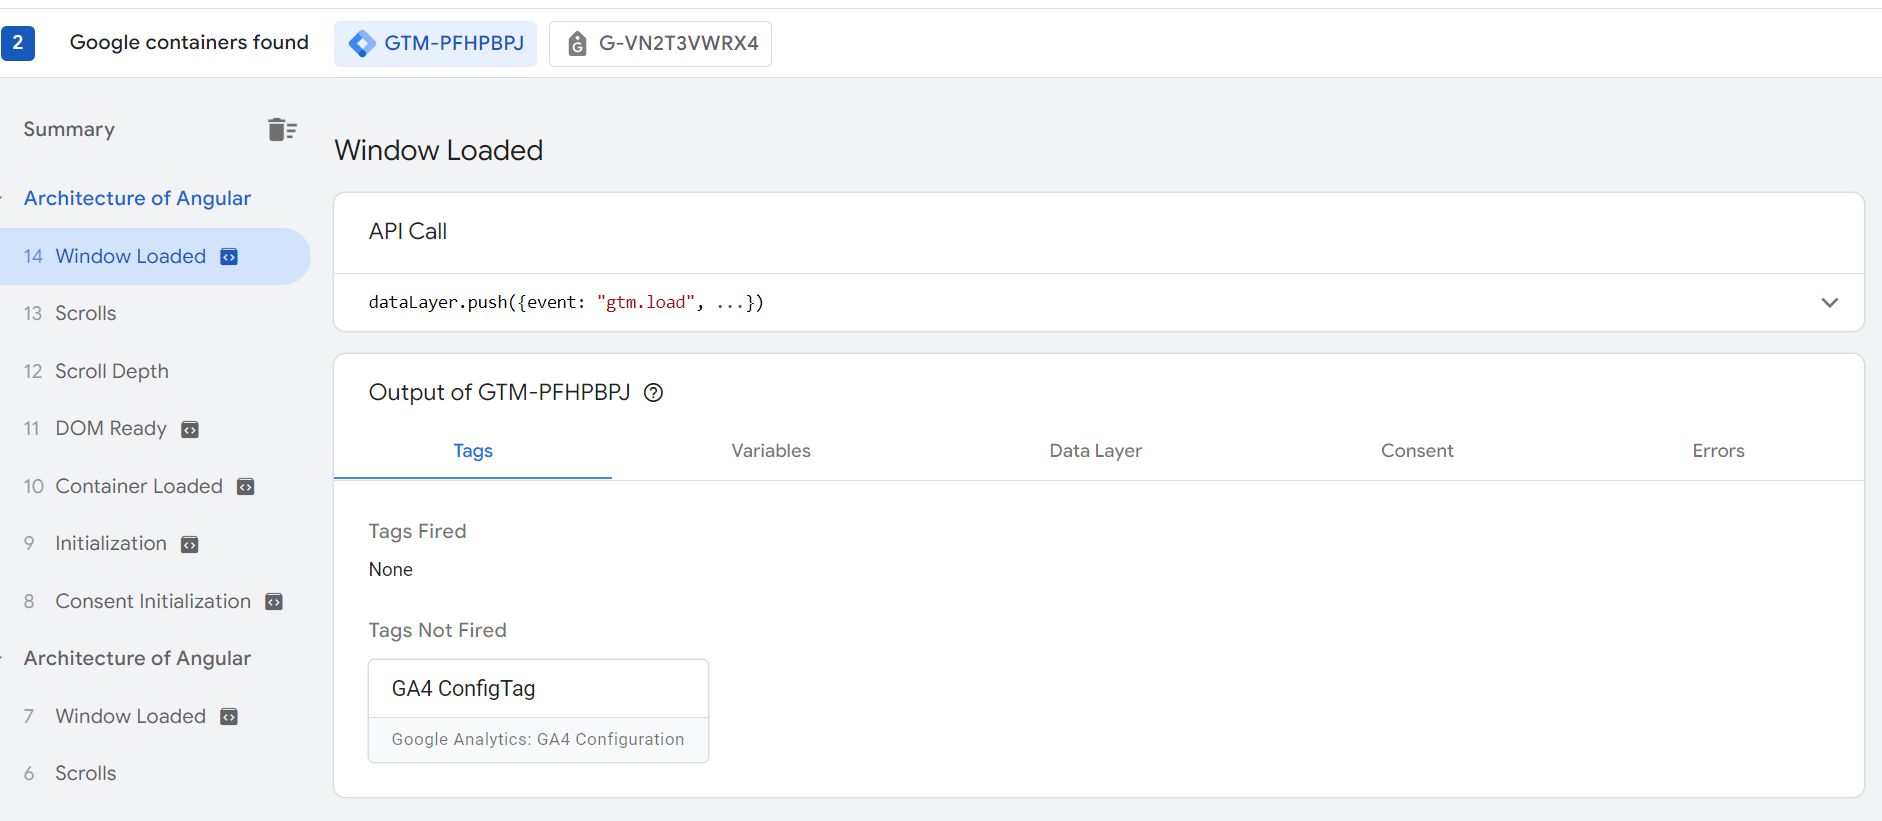 2 Google containers found GTM-PFHPBPJ G-VN2T3VWRX4
Summary
Architecture of Angular
14 Window Loaded
13 Scrolls
12 Scroll Depth
11 DOM Ready
10 Container Loaded
9 Initialization
8 Consent Initialization
Architecture of Angular
7 Window Loaded
6 Scrolls
Window Loaded
API Call
dataLayer.push({event: "gtm.load", ...})
Output of GTM-PFHPBPJ
Tags Variables Data Layer Consent Errors
Tags Fired
None
Tags Not Fired
GA4 ConfigTag
Google Analytics: GA4 Configuration